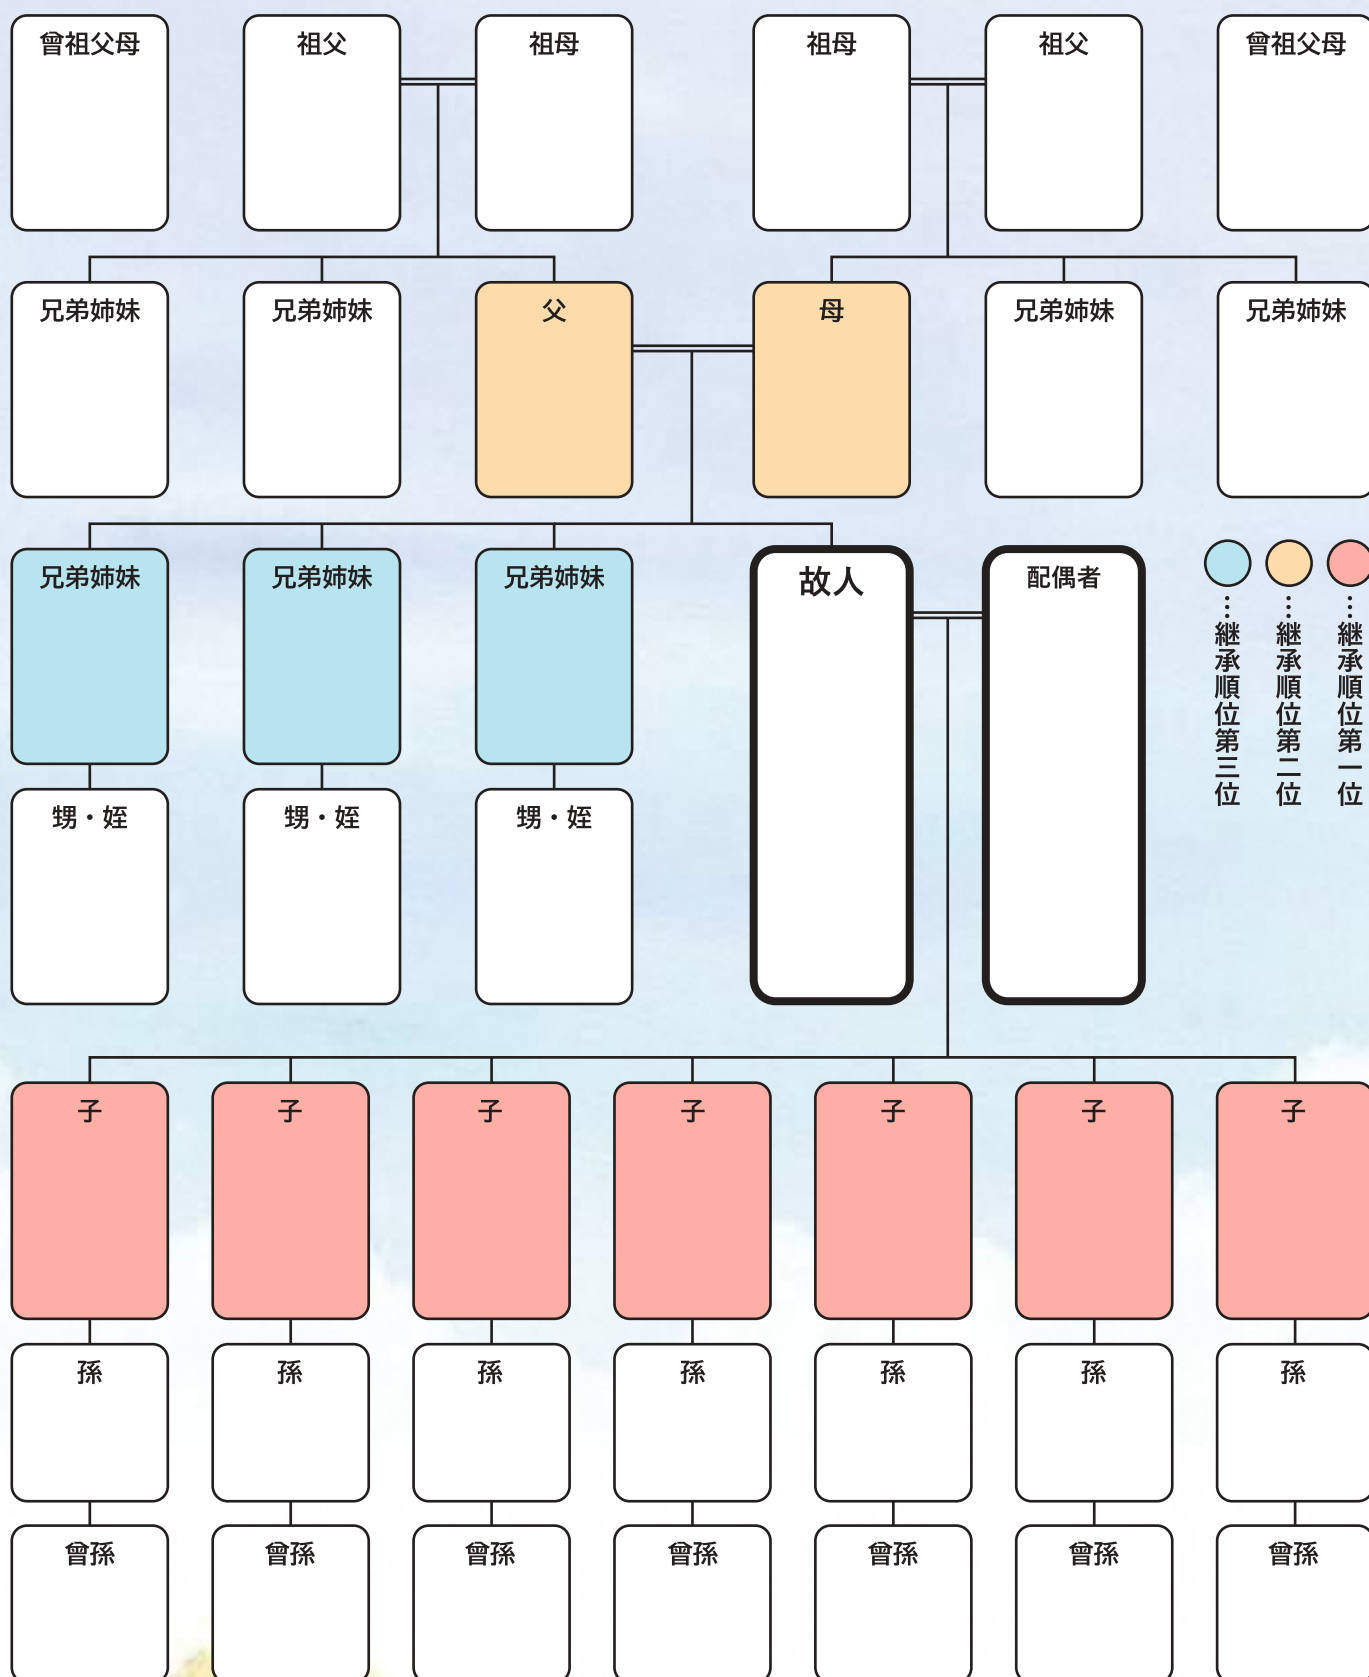 曾祖父母
祖父
祖母
祖母
祖父
曾祖父母
兄弟姉妹
兄弟姉妹
父
母
兄弟姉妹
兄弟姉妹
兄弟姉妹
兄弟姉妹
兄弟姉妹
故人
配偶者
…継承順位第一位
…継承順位第二位
…継承順位第三位
甥・姪
甥・姪
甥・姪
子
子
子
子
子
子
子
孫
孫
孫
孫
孫
孫
孫
曾孫
曾孫
曾孫
曾孫
曾孫
曾孫
曾孫